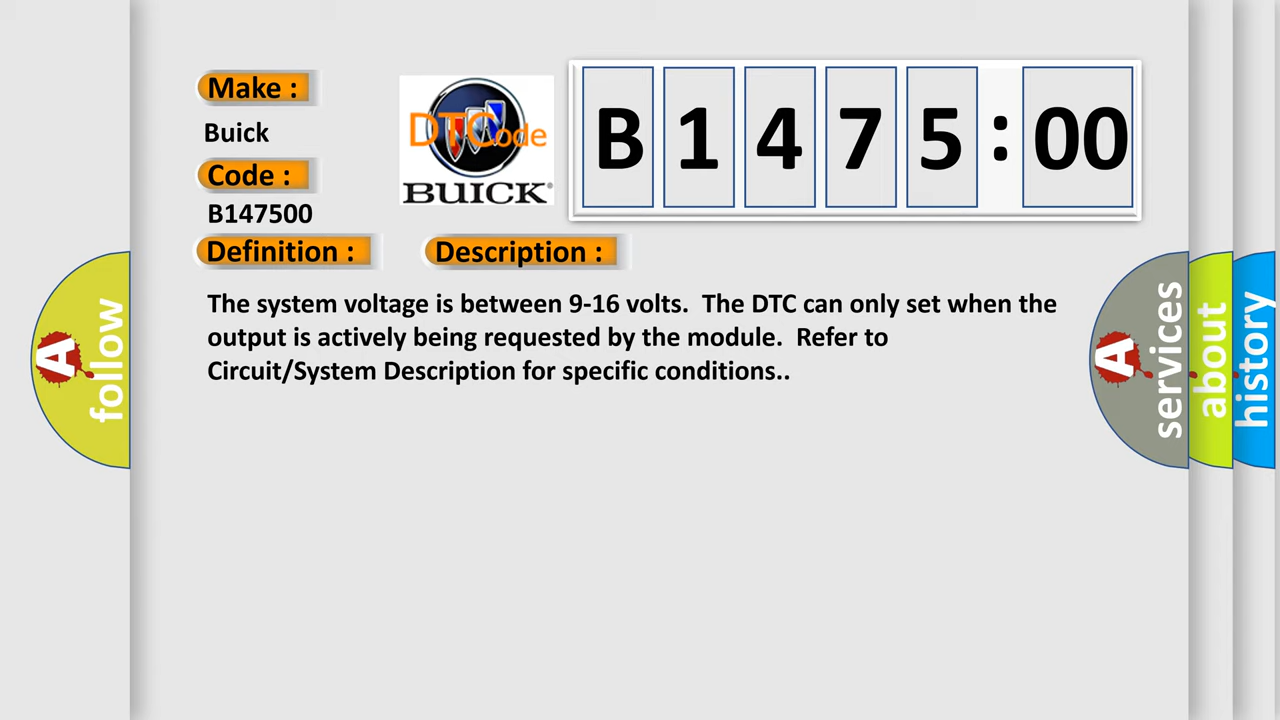 Make :
Buick
Code :
B147500
DTCode
BUICK®
B 1 4 7 5 : 00
Definition :
Description :
The system voltage is between 9-16 volts  The DTC can only set when the
output is actively being requested by the module  Refer to
Circuit/System Description for specific conditions..
A follow
A services
about
history